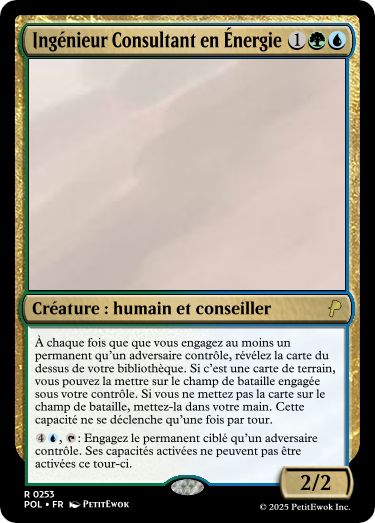 Ingénieur Consultant en Énergie 1
Créature : humain et conseiller
À chaque fois que que vous engagez au moins un
permanent qu'un adversaire contrôle, révélez la carte du
dessus de votre bibliothèque. Si c'est une carte de terrain,
vous pouvez la mettre sur le champ de bataille engagée
sous votre contrôle. Si vous ne mettez pas la carte sur le
champ de bataille, mettez-la dans votre main. Cette
capacité ne se déclenche qu'une fois par tour.
4, : Engagez le permanent ciblé qu'un adversaire
contrôle. Ses capacités activées ne peuvent pas être
activées ce tour-ci.
2/2
R 0253
POL • FR PetitEwok
© 2025 PetitEwok.